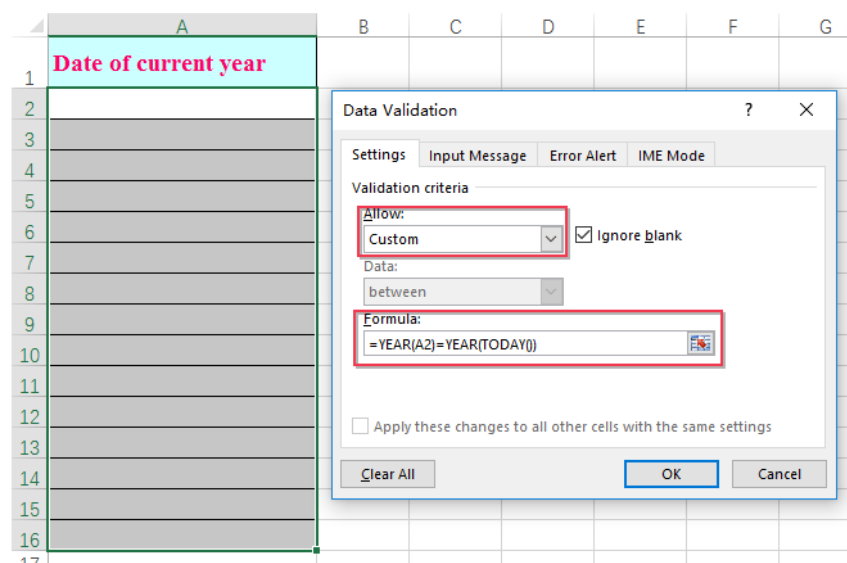 A B C D E F G
1 Date of current year
2
3
4
5
6
7
8
9
10
11
12
13
14
15
16
17
Data Validation ? ×
Settings Input Message Error Alert IME Mode
Validation criteria
Allow:
Custom Ignore blank
Data:
between
Formula:
=YEAR(A2)=YEAR(TODAY())
Apply these changes to all other cells with the same settings
Clear All OK Cancel